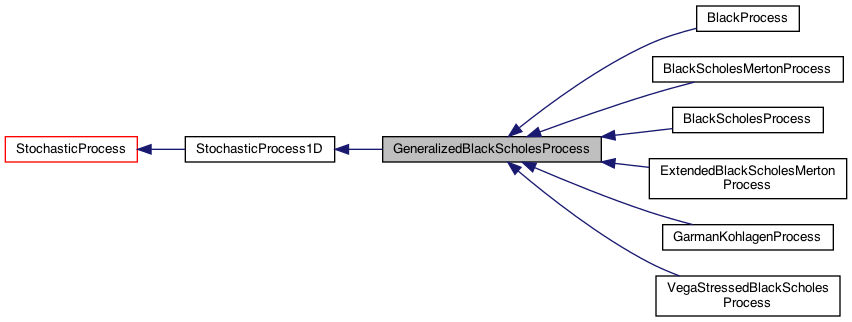 BlackProcess
BlackScholesMertonProcess
BlackScholesProcess
StochasticProcess
StochasticProcess1D
GeneralizedBlackScholesProcess
ExtendedBlackScholesMerton
Process
GarmanKohlagenProcess
VegaStressedBlackScholes
Process